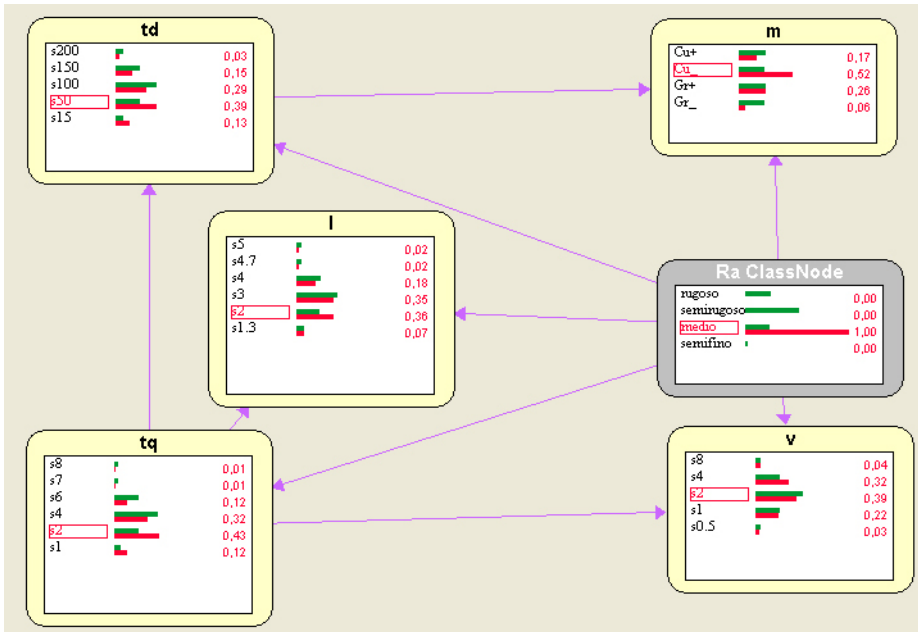 td
s200 0,03
s150 0,15
s100 0,29
s50 0,39
s15 0,13
m
Cu+ 0,17
Cu_ 0,52
Gr+ 0,26
Gr_ 0,06
l
s5 0,02
s4.7 0,02
s4 0,18
s3 0,35
s2 0,36
s1.3 0,07
Ra ClassNode
rugoso 0,00
semirugoso 0,00
medio 1,00
semifino 0,00
tq
s8 0,01
s7 0,01
s6 0,12
s4 0,32
s2 0,43
s1 0,12
v
s8 0,04
s4 0,32
s2 0,39
s1 0,22
s0.5 0,03